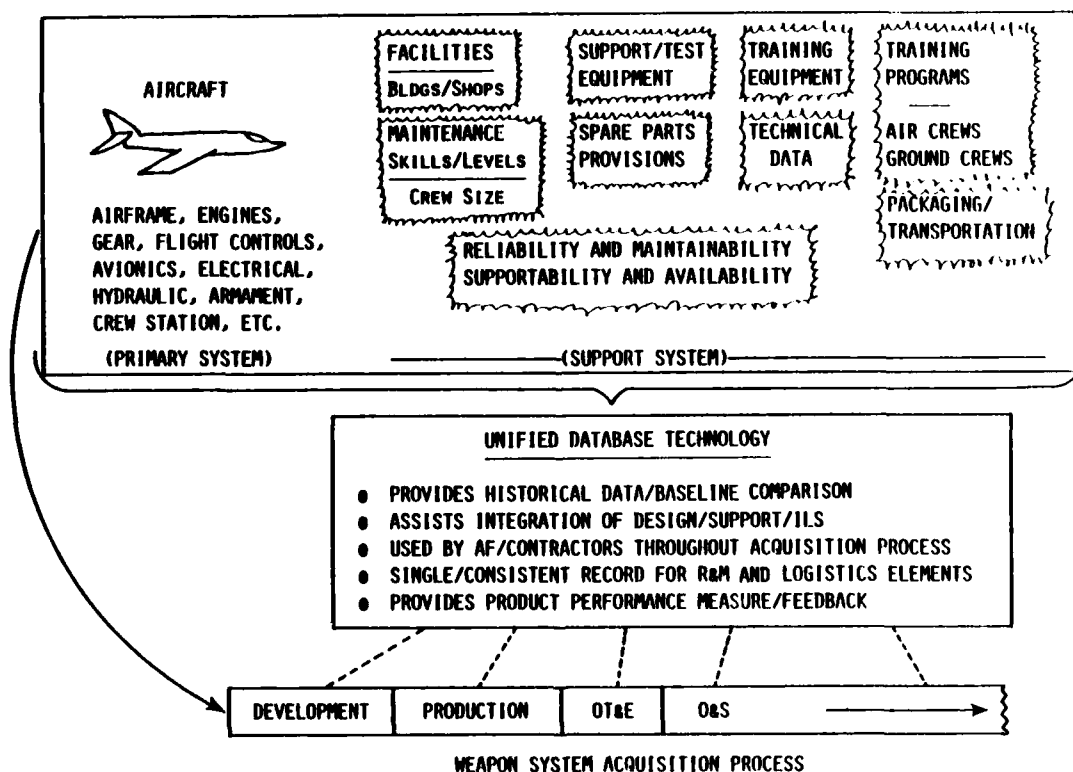 AIRCRAFT
AIRFRAME, ENGINES,
GEAR, FLIGHT CONTROLS,
AVIONICS, ELECTRICAL,
HYDRAULIC, ARMAMENT,
CREW STATION, ETC.
(PRIMARY SYSTEM)
FACILITIES
BLDGS/SHOPS
MAINTENANCE
SKILLS/LEVELS
CREW SIZE
SUPPORT/TEST
EQUIPMENT
SPARE PARTS
PROVISIONS
TRAINING
EQUIPMENT
TECHNICAL
DATA
TRAINING
PROGRAMS
AIR CREWS
GROUND CREWS
PACKAGING/
TRANSPORTATION
RELIABILITY AND MAINTAINABILITY
SUPPORTABILITY AND AVAILABILITY
(SUPPORT SYSTEM)
UNIFIED DATABASE TECHNOLOGY
● PROVIDES HISTORICAL DATA/BASELINE COMPARISON
● ASSISTS INTEGRATION OF DESIGN/SUPPORT/ILS
● USED BY AF/CONTRACTORS THROUGHOUT ACQUISITION PROCESS
● SINGLE/CONSISTENT RECORD FOR R&M AND LOGISTICS ELEMENTS
● PROVIDES PRODUCT PERFORMANCE MEASURE/FEEDBACK
DEVELOPMENT
PRODUCTION
OT&E
O&S
WEAPON SYSTEM ACQUISITION PROCESS